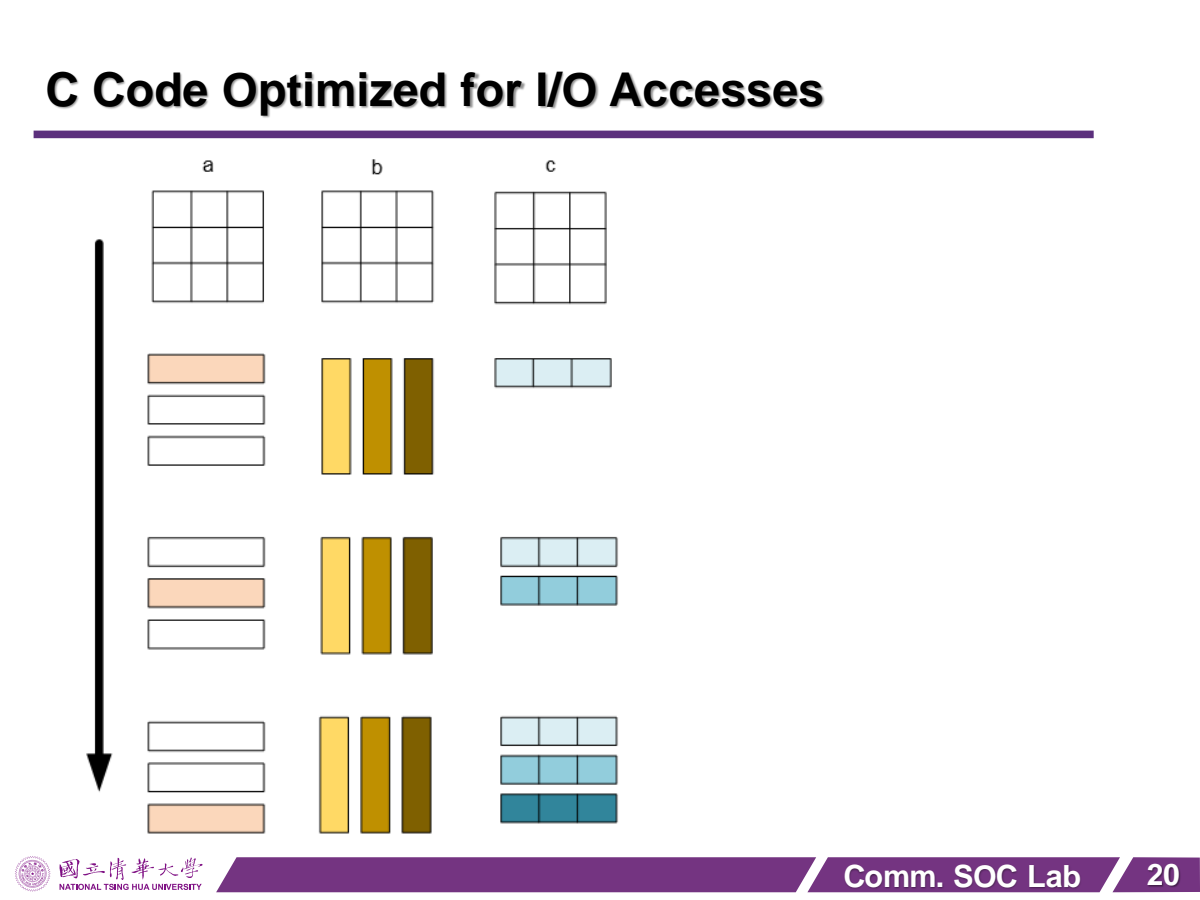 C Code Optimized for I/O Accesses
a b c
國立清華大學
NATIONAL TSING HUA UNIVERSITY
Comm. SOC Lab 20